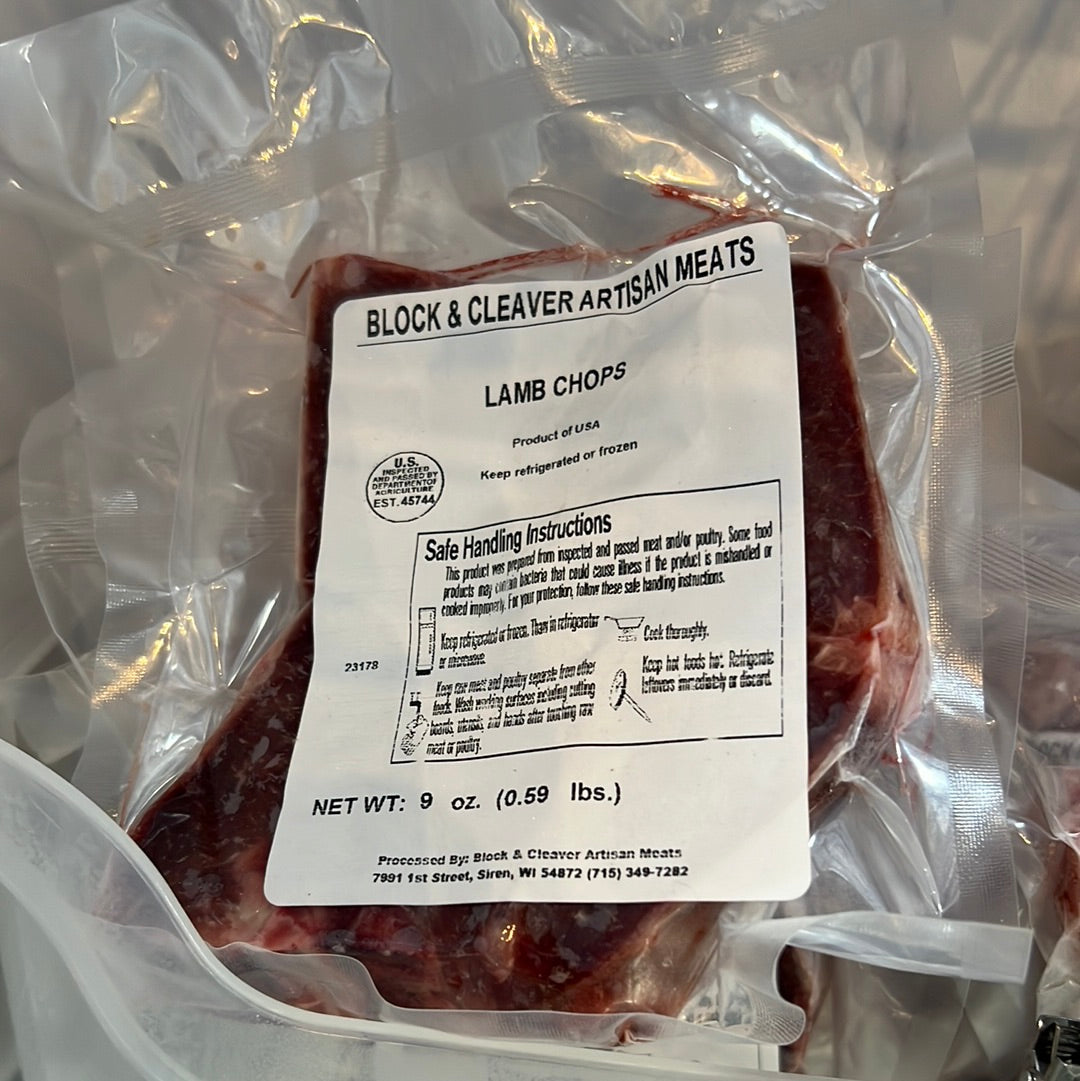 BLOCK & CLEAVER ARTISAN MEATS
LAMB CHOPS
Product of USA
Keep refrigerated or frozen
U.S.
INSPECTED
AND PASSED BY
DEPARTMENT OF
AGRICULTURE
EST. 45744
Safe Handling Instructions
This product was prepared from inspected and passed meat and/or poultry. Some food
products may contain bacteria that could cause illness if the product is mishandled or
cooked improperly. For your protection, follow these safe handling instructions.
Keep refrigerated or frozen. Thaw in refrigerator
or microwave.
Cook thoroughly.
Keep raw meat and poultry separate from other
foods. Wash working surfaces including cutting
boards, utensils, and hands after touching raw
meat or poultry.
Keep hot foods hot. Refrigerate
leftovers immediately or discard.
23178
NET WT: 9 oz. (0.59 lbs.)
Processed By: Block & Cleaver Artisan Meats
7991 1st Street, Siren, WI 54872 (715) 349-7282